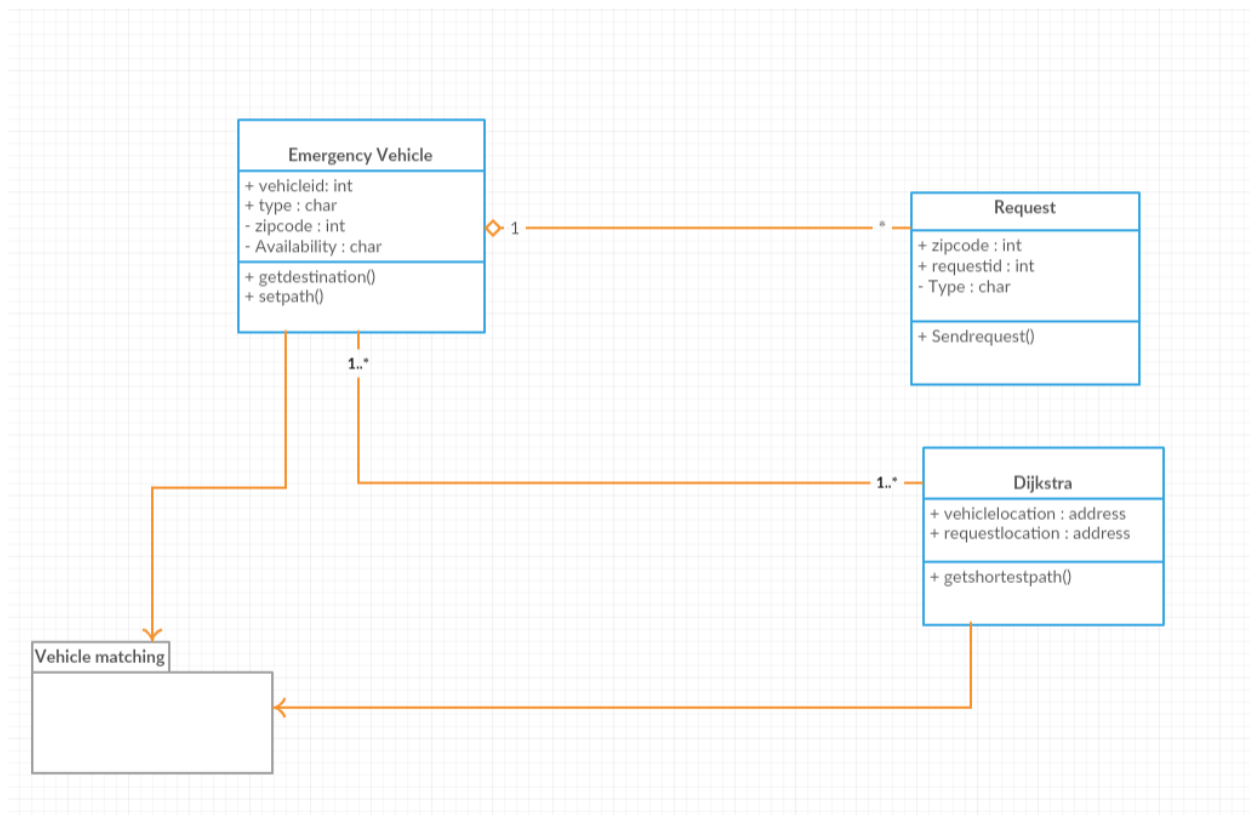 Emergency Vehicle
+ vehicleid: int
+ type : char
- zipcode : int
- Availability : char
+ getdestination()
+ setpath()
1
*
Request
+ zipcode : int
+ requestid : int
- Type : char
+ Sendrequest()
1..*
1..*
Dijkstra
+ vehiclelocation : address
+ requestlocation : address
+ getshortestpath()
Vehicle matching